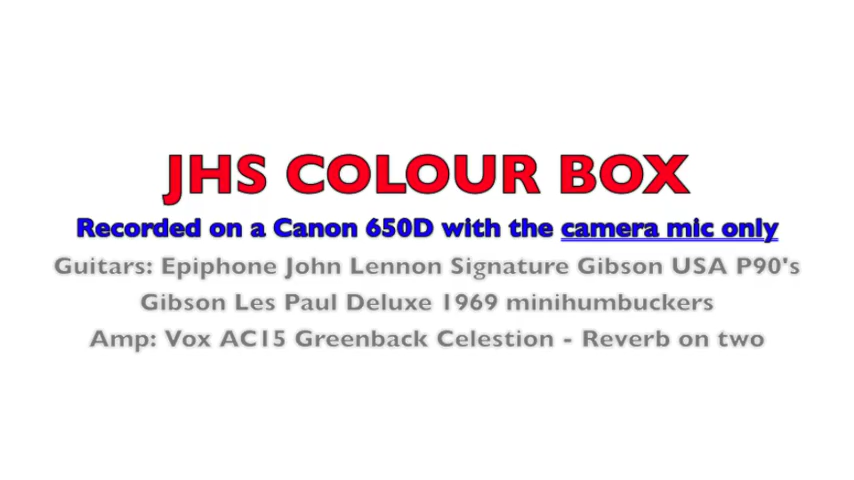 JHS COLOUR BOX
Recorded on a Canon 650D with the camera mic only
Guitars: Epiphone John Lennon Signature Gibson USA P90's
Gibson Les Paul Deluxe 1969 minihumbuckers
Amp: Vox AC15 Greenback Celestion - Reverb on two